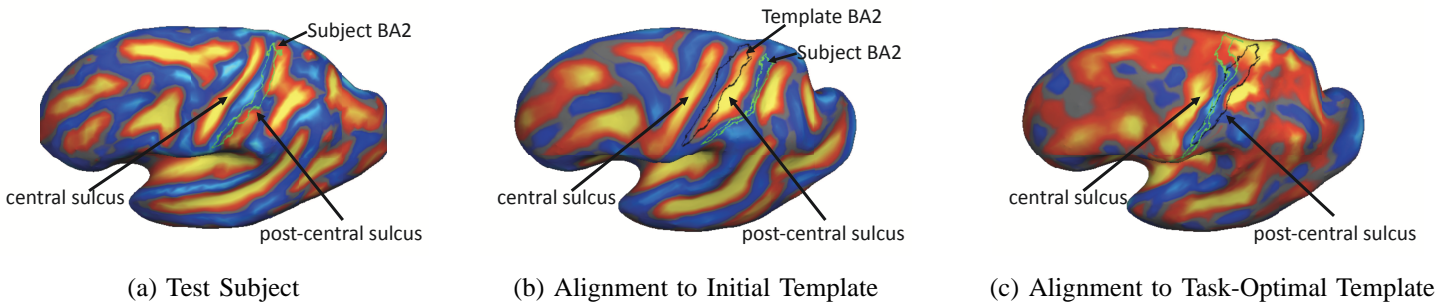 Subject BA2
central sulcus
post-central sulcus
(a) Test Subject
Template BA2
Subject BA2
central sulcus
post-central sulcus
(b) Alignment to Initial Template
central sulcus
post-central sulcus
(c) Alignment to Task-Optimal Template